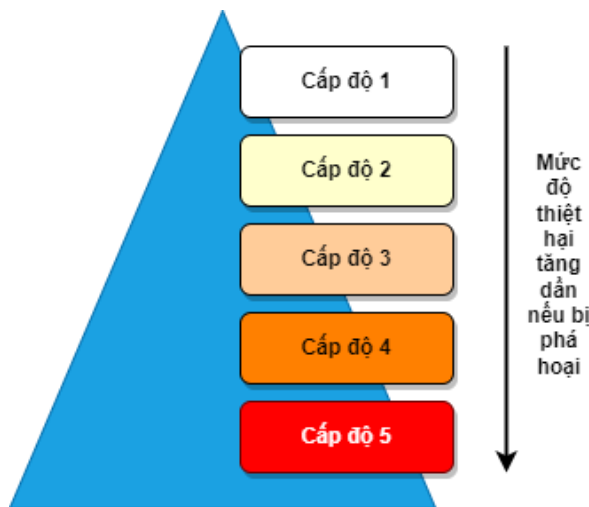 Cấp độ 1
Cấp độ 2
Cấp độ 3
Cấp độ 4
Cấp độ 5
Mức
độ
thiệt
hại
tăng
dần
nếu bị
phá
hoại